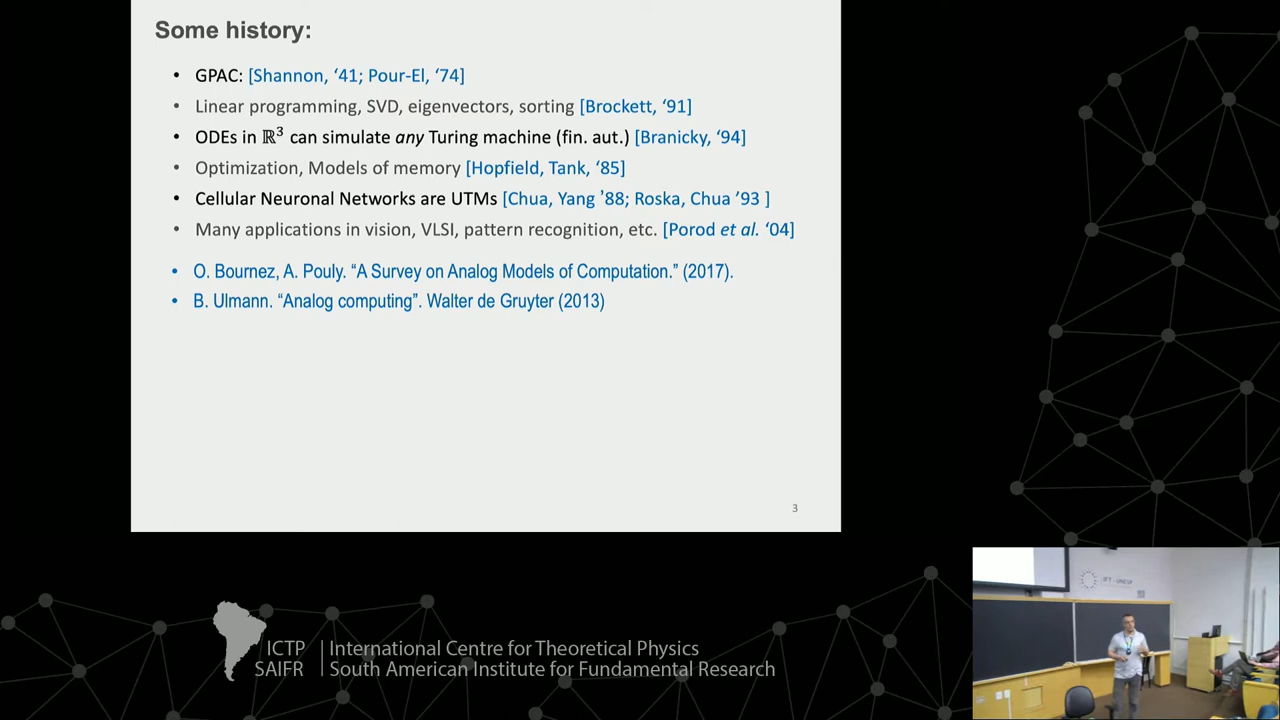 Some history:
• GPAC: [Shannon, ‘41; Pour-El, ‘74]
• Linear programming, SVD, eigenvectors, sorting [Brockett, ‘91]
• ODEs in ℝ³ can simulate any Turing machine (fin. aut.) [Branicky, ‘94]
• Optimization, Models of memory [Hopfield, Tank, ‘85]
• Cellular Neuronal Networks are UTMs [Chua, Yang ’88; Roska, Chua ’93 ]
• Many applications in vision, VLSI, pattern recognition, etc. [Porod et al. ‘04]
• O. Bournez, A. Pouly. “A Survey on Analog Models of Computation.” (2017).
• B. Ulmann. “Analog computing”. Walter de Gruyter (2013)
3
IFT - UNESP
ICTP | International Centre for Theoretical Physics
SAIFR | South American Institute for Fundamental Research